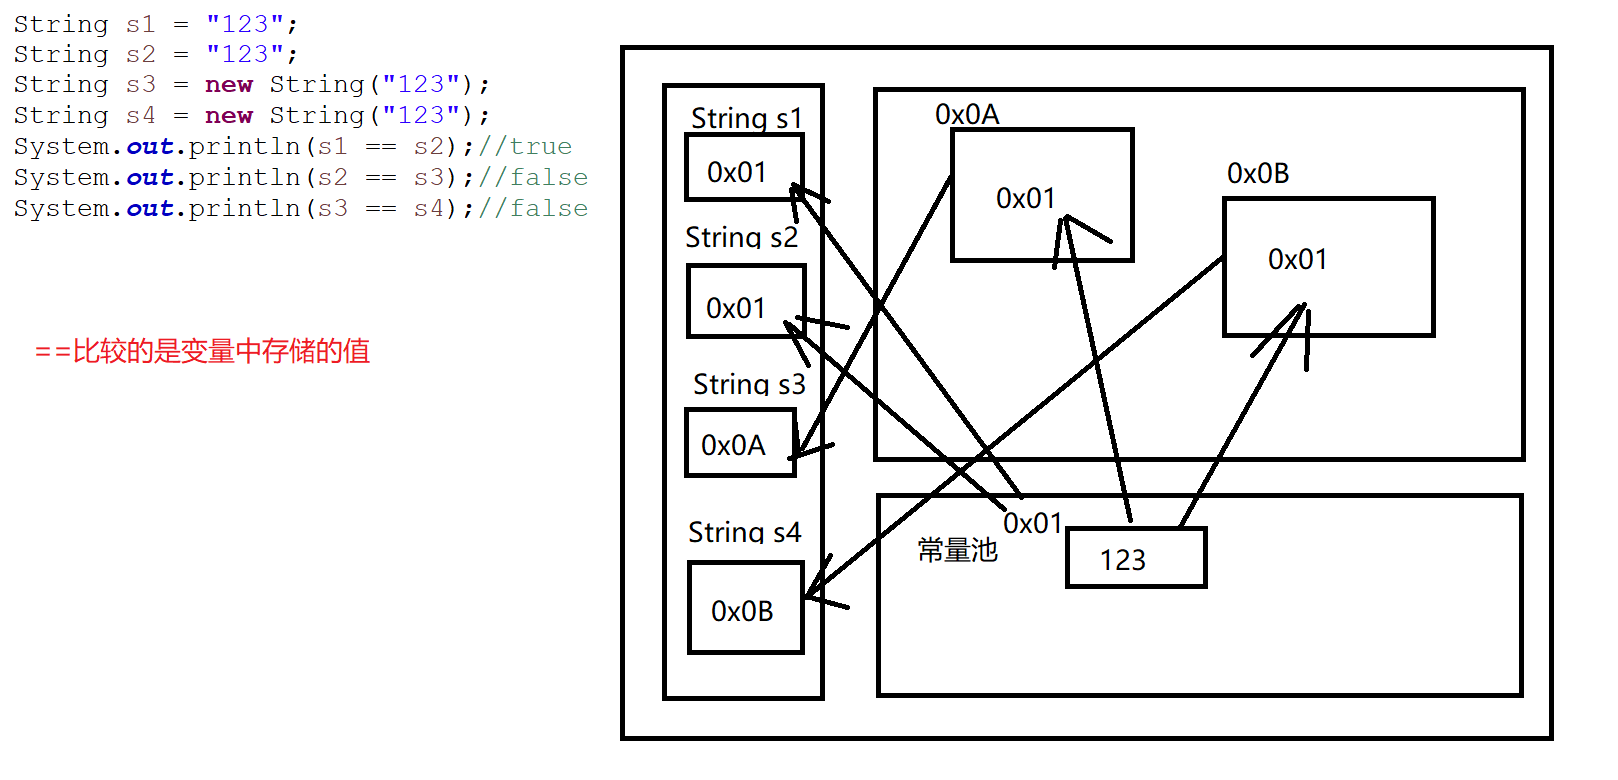 String s1 = "123";
String s2 = "123";
String s3 = new String("123");
String s4 = new String("123");
System.out.println(s1 == s2);//true
System.out.println(s2 == s3);//false
System.out.println(s3 == s4);//false
==比较的是变量中存储的值
String s1
0x01
String s2
0x01
String s3
0x0A
String s4
0x0B
0x0A
0x01
0x0B
0x01
常量池
0x01
123